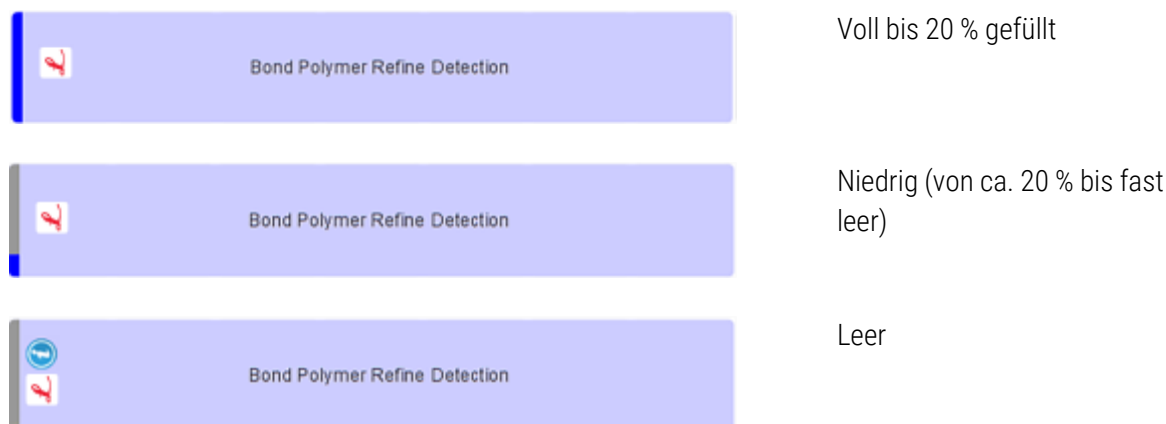 Voll bis 20 % gefüllt
Bond Polymer Refine Detection
Niedrig (von ca. 20 % bis fast
leer)
Bond Polymer Refine Detection
Leer
Bond Polymer Refine Detection